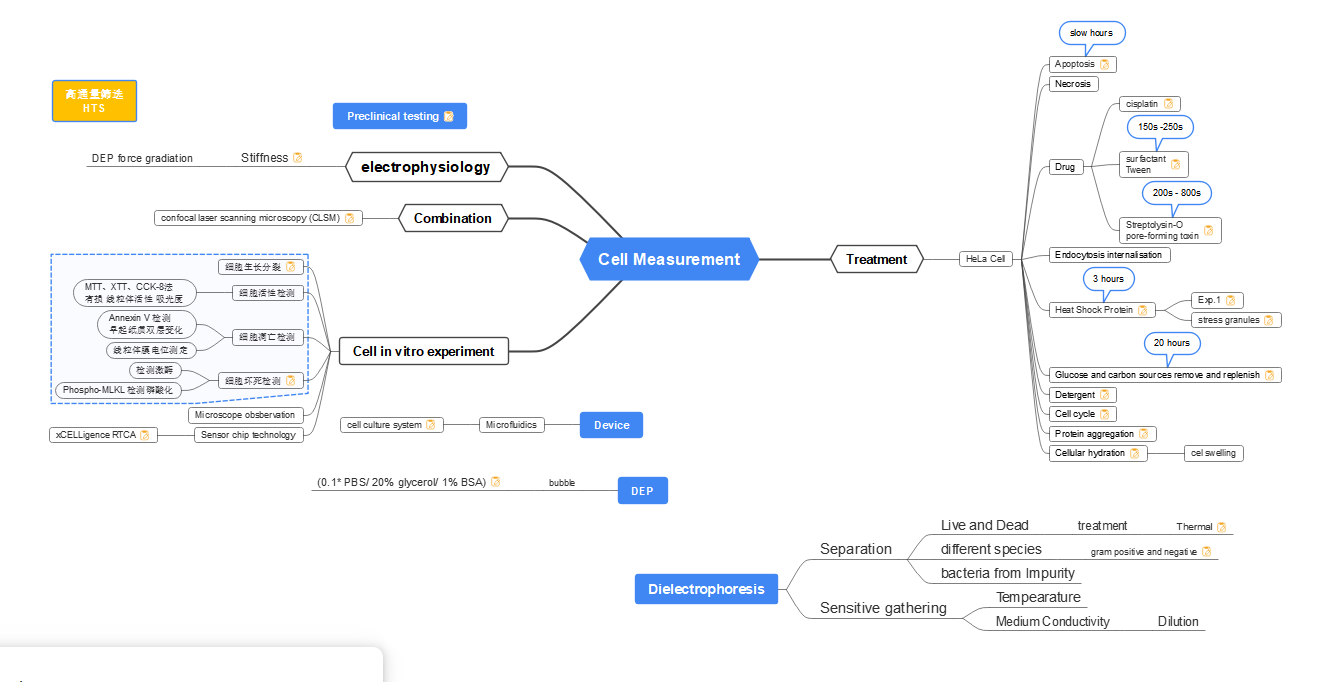 高通量筛选
HTS
Preclinical testing
electrophysiology
Stiffness
DEP force gradiation
Combination
confocal laser scanning microscopy (CLSM)
Cell in vitro experiment
细胞生长分裂
细胞活性检测
MTT、XTT、CCK-8法
有损 线粒体活性 吸光度
细胞凋亡检测
Annexin V 检测
早起纸质双层变化
线粒体膜电位测定
细胞坏死检测
检测激酶
Phospho-MLKL 检测磷酸化
Microscope obsbervation
Sensor chip technology
xCELLigence RTCA
Cell Measurement
Treatment
HeLa Cell
slow hours
Apoptosis
Necrosis
Drug
cisplatin
150s -250s
surfactant
Tween
200s - 800s
Streptolysin-O
pore-forming toxin
Endocytosis internalisation
3 hours
Heat Shock Protein
Exp.1
stress granules
20 hours
Glucose and carbon sources remove and replenish
Detergent
Cell cycle
Protein aggregation
Cellular hydration
cel swelling
Device
Microfluidics
cell culture system
DEP
bubble
(0.1* PBS/ 20% glycerol/ 1% BSA)
Dielectrophoresis
Separation
Live and Dead
treatment
Thermal
different species
gram positive and negative
bacteria from Impurity
Sensitive gathering
Tempearature
Medium Conductivity
Dilution